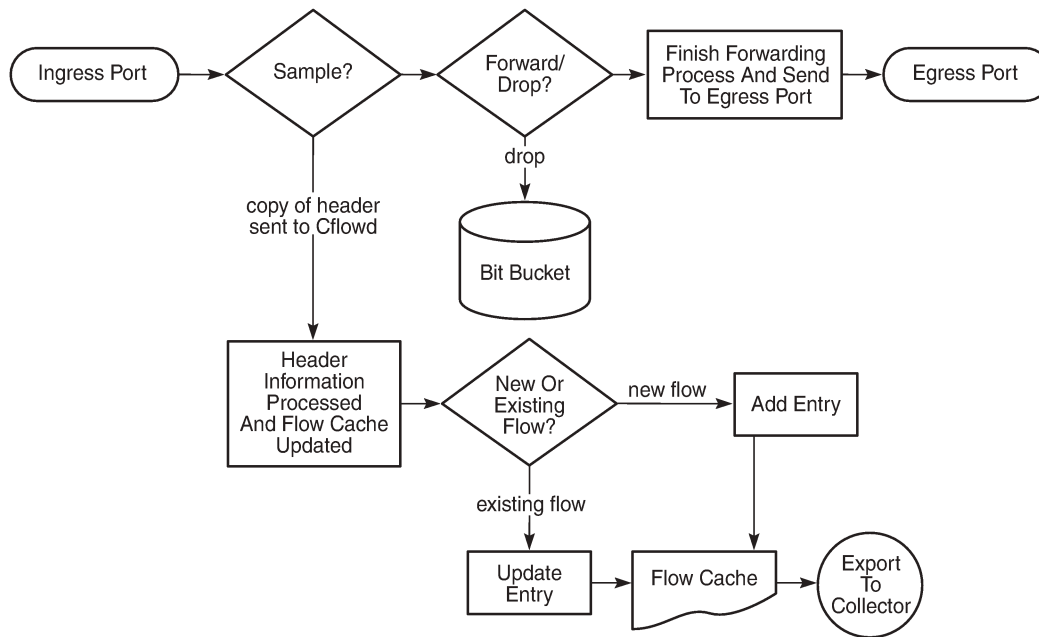 Ingress Port
Sample?
Forward/
Drop?
Finish Forwarding
Process And Send
To Egress Port
Egress Port
drop
copy of header
sent to Cflowd
Bit Bucket
Header
Information
Processed
And Flow Cache
Updated
New Or
Existing
Flow?
new flow
Add Entry
existing flow
Update
Entry
Flow Cache
Export
To
Collector